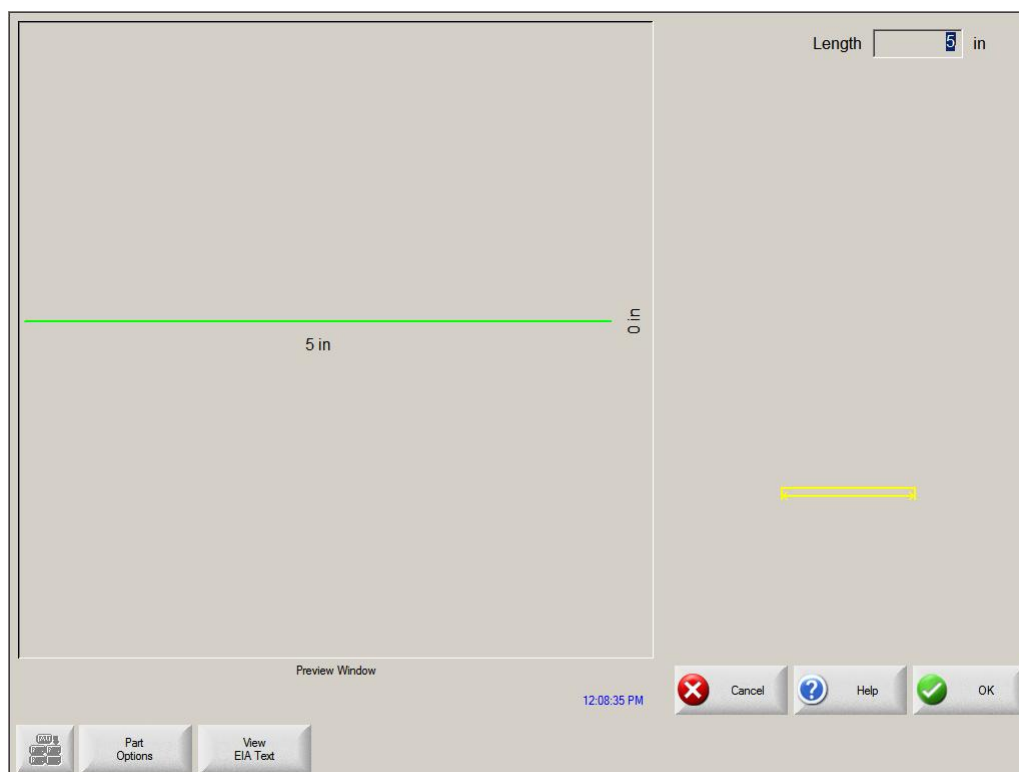 Length 5 in
0 in
5 in
Preview Window
12:08:35 PM
Cancel
Help
OK
Part
Options
View
EIA Text